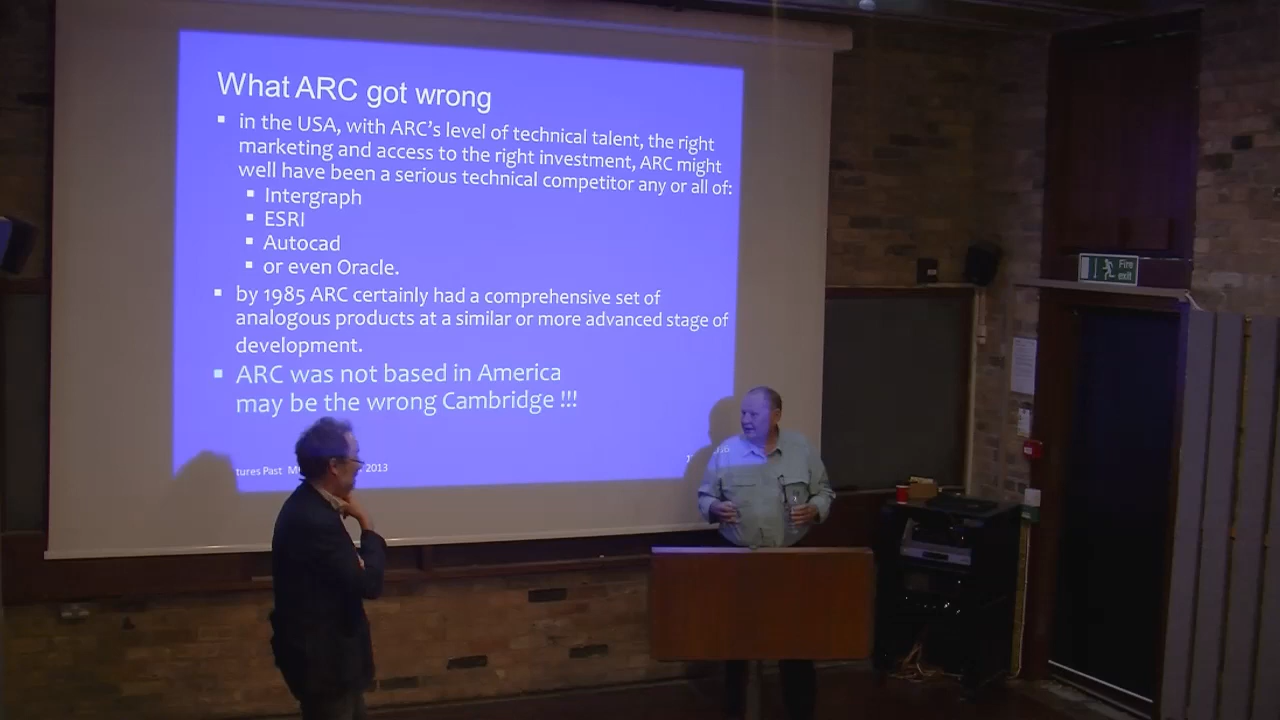 What ARC got wrong
▪ in the USA, with ARC's level of technical talent, the right
marketing and access to the right investment, ARC might
well have been a serious technical competitor any or all of:
▪ Intergraph
▪ ESRI
▪ Autocad
▪ or even Oracle.
▪ by 1985 ARC certainly had a comprehensive set of
analogous products at a similar or more advanced stage of
development.
▪ ARC was not based in America
may be the wrong Cambridge !!!
Past 2013
Fire
exit